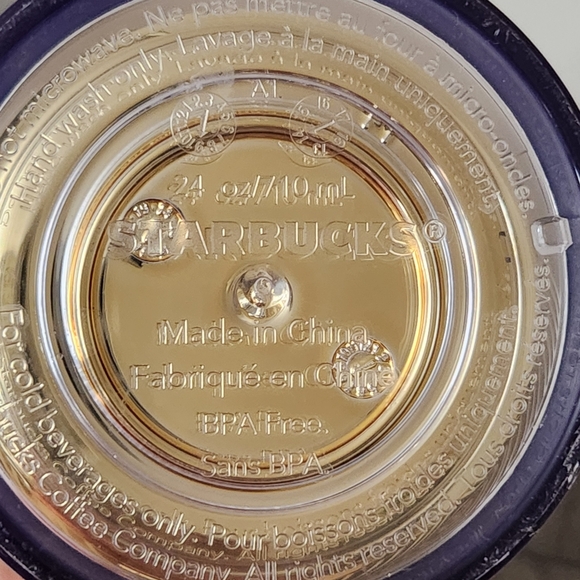 not microwave. Ne pas mettre au four à micro-ondes.
Hand wash only. Lavage à la main uniquement.
A1
24 oz/710 mL
STARBUCKS®
Made in China
Fabriqué en Chine
BPA Free.
Sans BPA.
For cold beverages only. Pour boissons froides uniquement.
ucks Coffee Company. All rights reserved. Tous droits réservés.